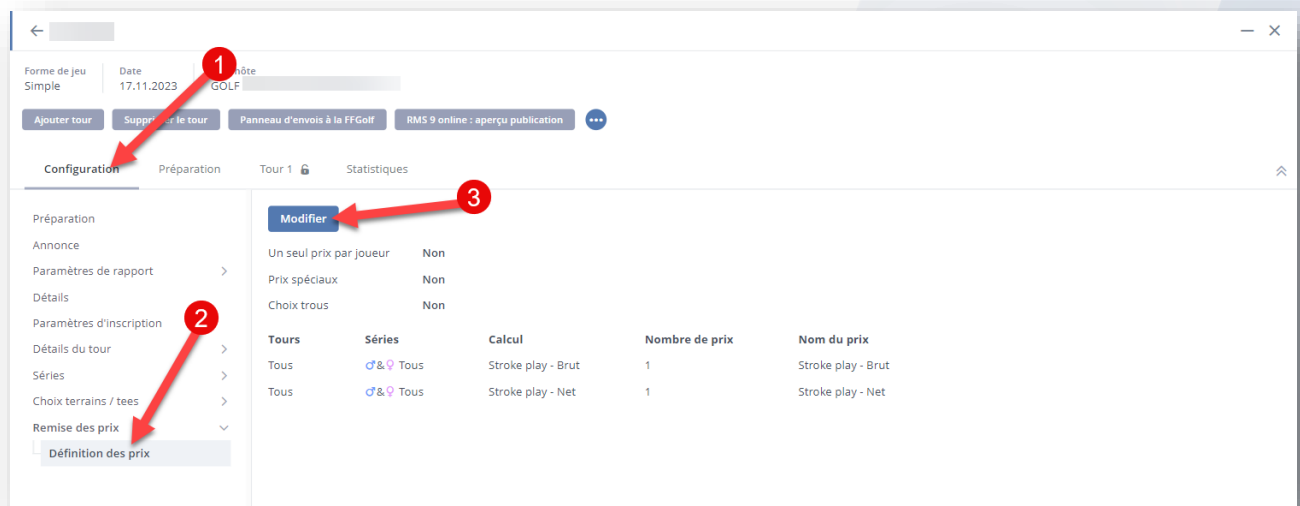 Forme de jeu Date hôte
Simple 17.11.2023 GOLF
1
Ajouter tour Supprimer le tour Panneau d'envois à la FFGolf RMS 9 online : aperçu publication
Configuration Préparation Tour 1 Statistiques
3
Préparation
Modifier
Annonce
Un seul prix par joueur Non
Paramètres de rapport
Prix spéciaux Non
Détails
Choix trous Non
Paramètres d'inscription
2
Tours Séries Calcul Nombre de prix Nom du prix
Détails du tour
Tous ♂&♀ Tous Stroke play - Brut 1 Stroke play - Brut
Séries
Tous ♂&♀ Tous Stroke play - Net 1 Stroke play - Net
Choix terrains / tees
Remise des prix
Définition des prix